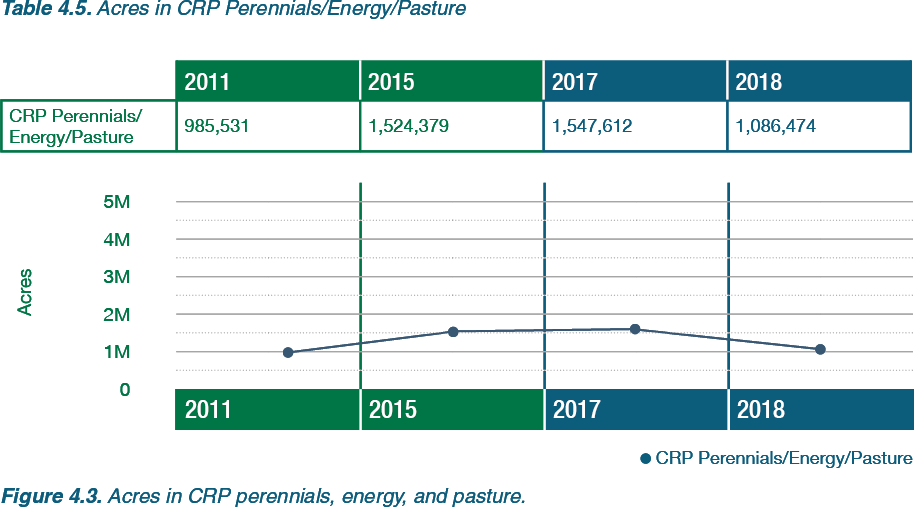 Table 4.5. Acres in CRP Perennials/Energy/Pasture
2011 2015 2017 2018
CRP Perennials/
Energy/Pasture
985,531 1,524,379 1,547,612 1,086,474
5M
4M
3M
2M
1M
0
Acres
2011 2015 2017 2018
CRP Perennials/Energy/Pasture
Figure 4.3. Acres in CRP perennials, energy, and pasture.